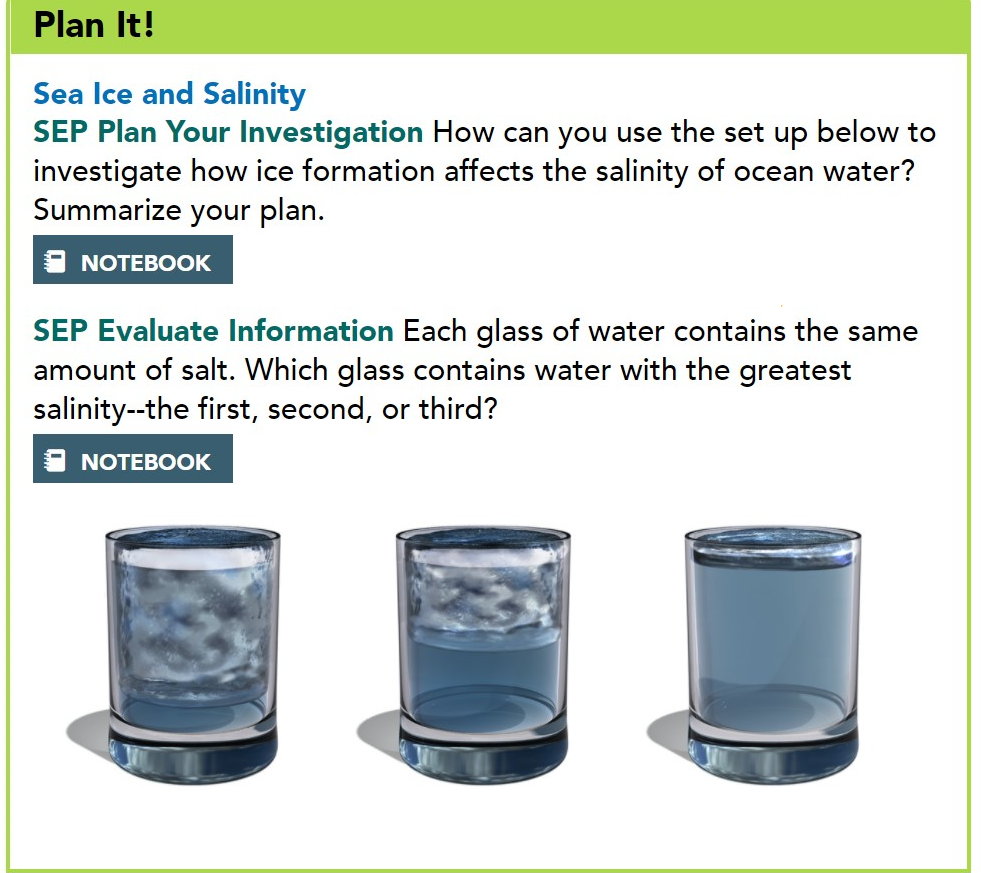 Plan It!
Sea Ice and Salinity
SEP Plan Your Investigation How can you use the set up below to
investigate how ice formation affects the salinity of ocean water?
Summarize your plan.
NOTEBOOK
SEP Evaluate Information Each glass of water contains the same
amount of salt. Which glass contains water with the greatest
salinity--the first, second, or third?
NOTEBOOK